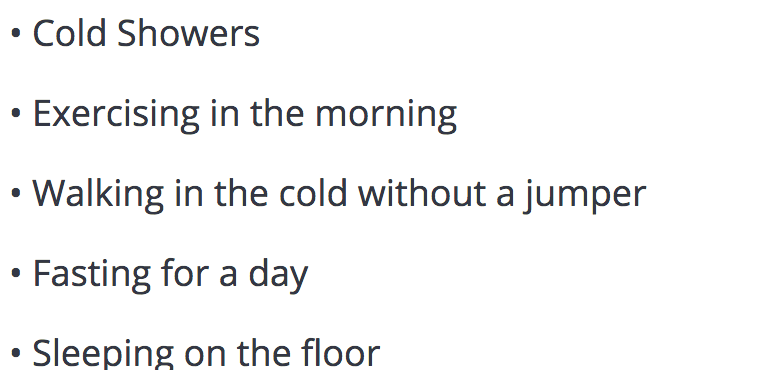 • Cold Showers
• Exercising in the morning
• Walking in the cold without a jumper
• Fasting for a day
• Sleeping on the floor